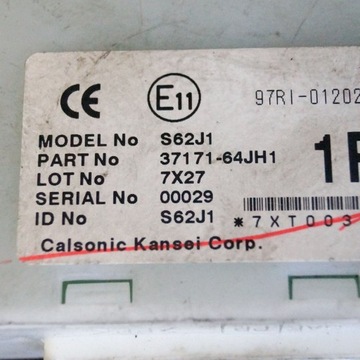 CE E11 97RI-01202
MODEL No S62J1
PART No 37171-64JH1
LOT No 7X27
SERIAL No 00029
ID No S62J1
*7XT003
Calsonic Kansei Corp.